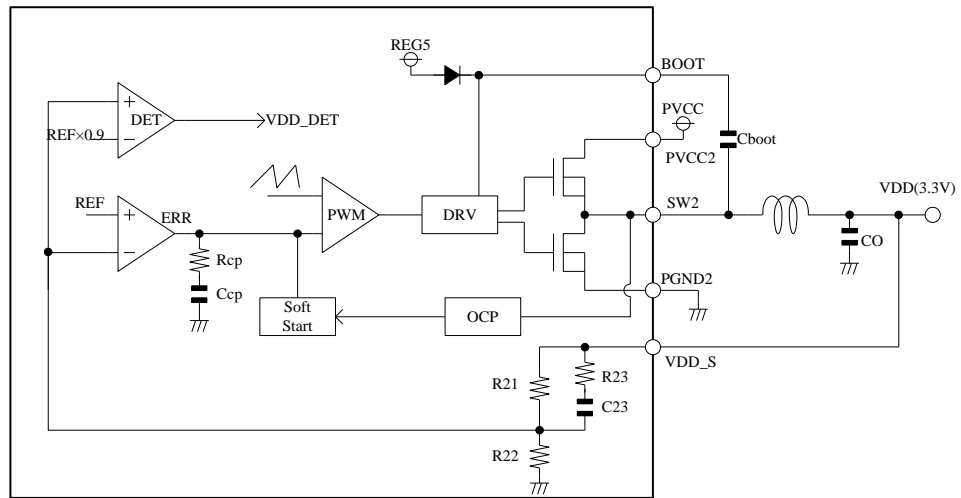 REG5
BOOT
DET
REF×0.9
VDD_DET
PVCC
PVCC2
Cboot
REF
ERR
PWM
DRV
SW2
VDD(3.3V)
Rcp
CO
Ccp
Soft
Start
OCP
PGND2
VDD_S
R21
R23
C23
R22